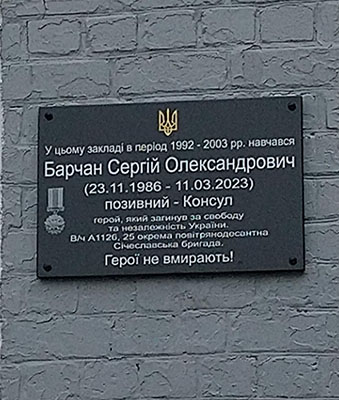 У цьому закладі в період 1992 - 2003 рр. навчався
Барчан Сергій Олександрович
(23.11.1986 - 11.03.2023)
позивний - Консул
герой, який загинув за свободу
та незалежність України.
В/ч А1126, 25 окрема повітрянодесантна
Січеславська бригада.
Герої не вмирають!